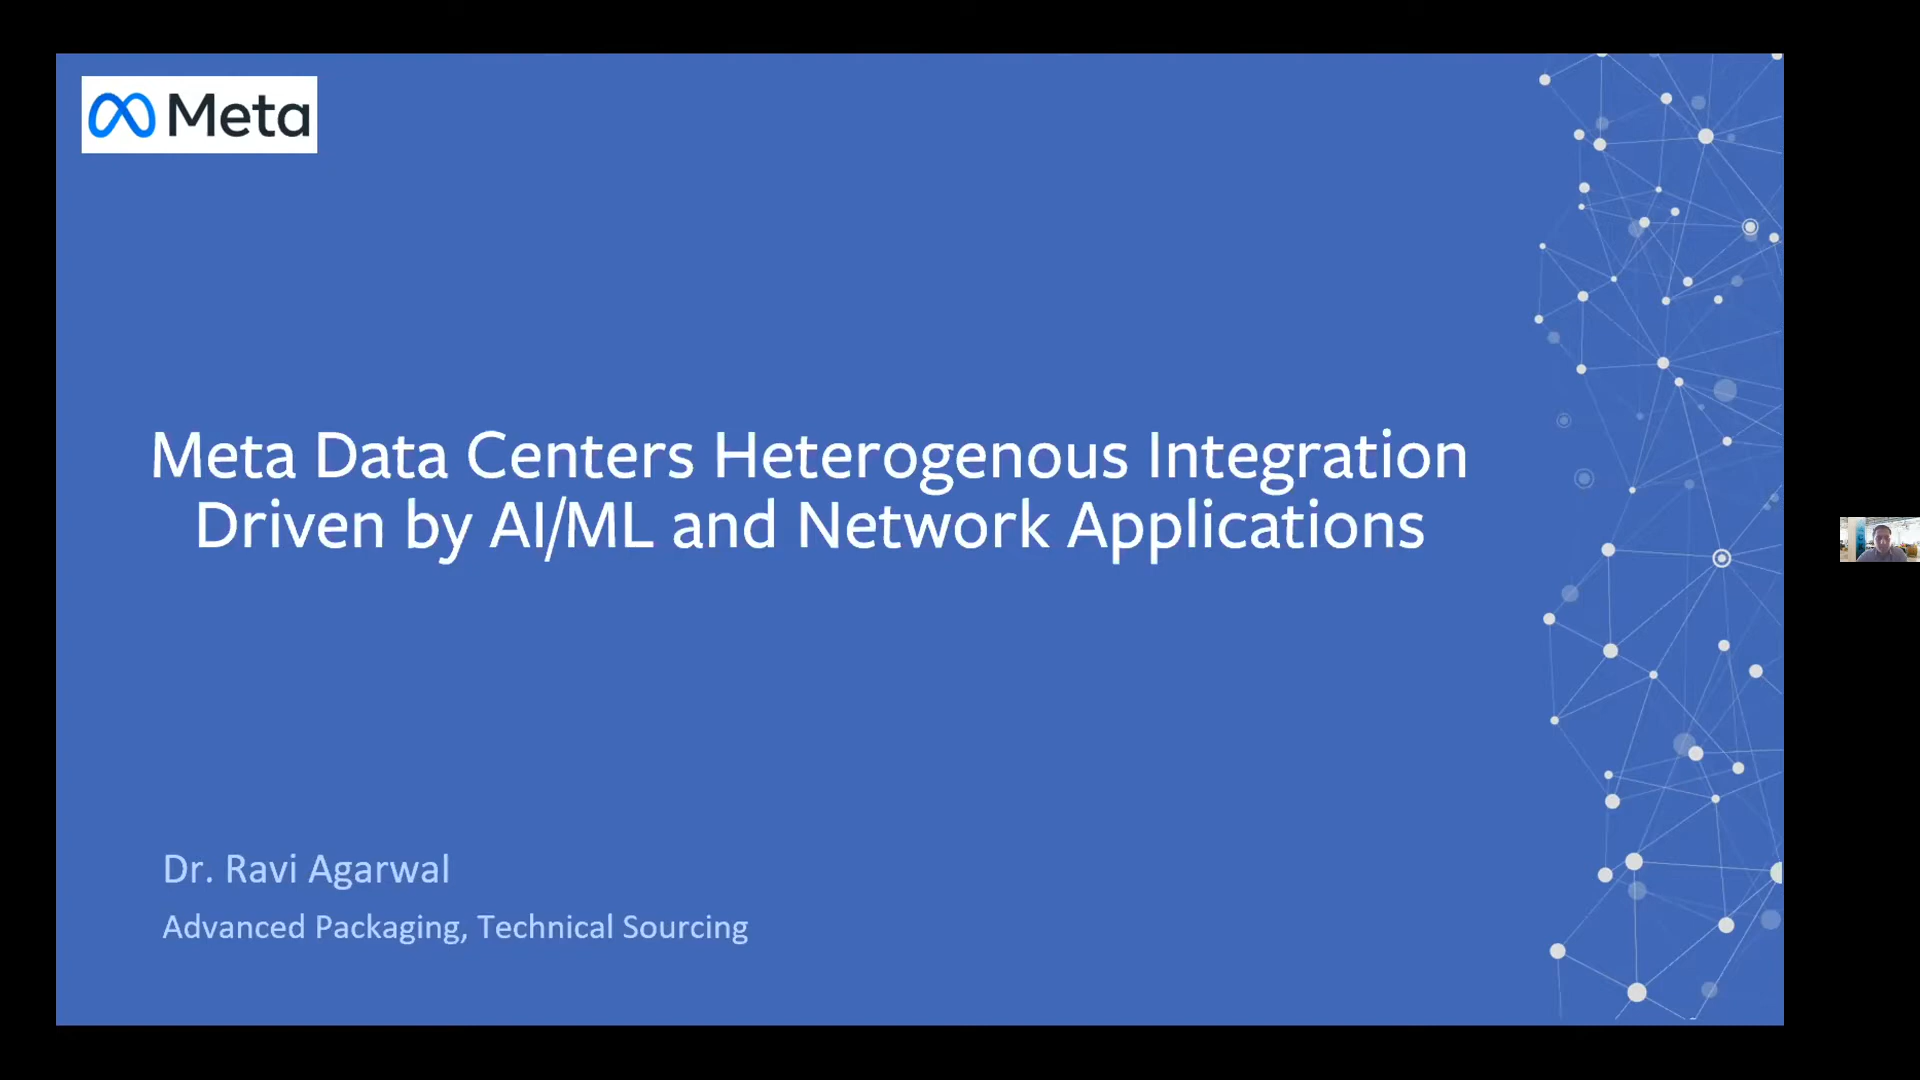 Meta
Meta Data Centers Heterogenous Integration
Driven by AI/ML and Network Applications
Dr. Ravi Agarwal
Advanced Packaging, Technical Sourcing